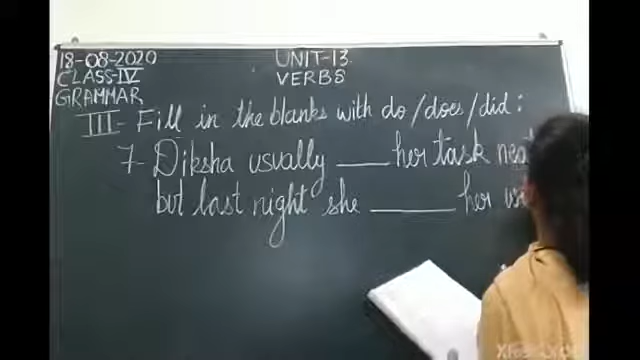 18-08-2020
CLASS-IV
GRAMMAR
UNIT-13
VERBS
III- Fill in the blanks with do/does/did:
7- Diksha usually ____ her task
but last night she ____ her